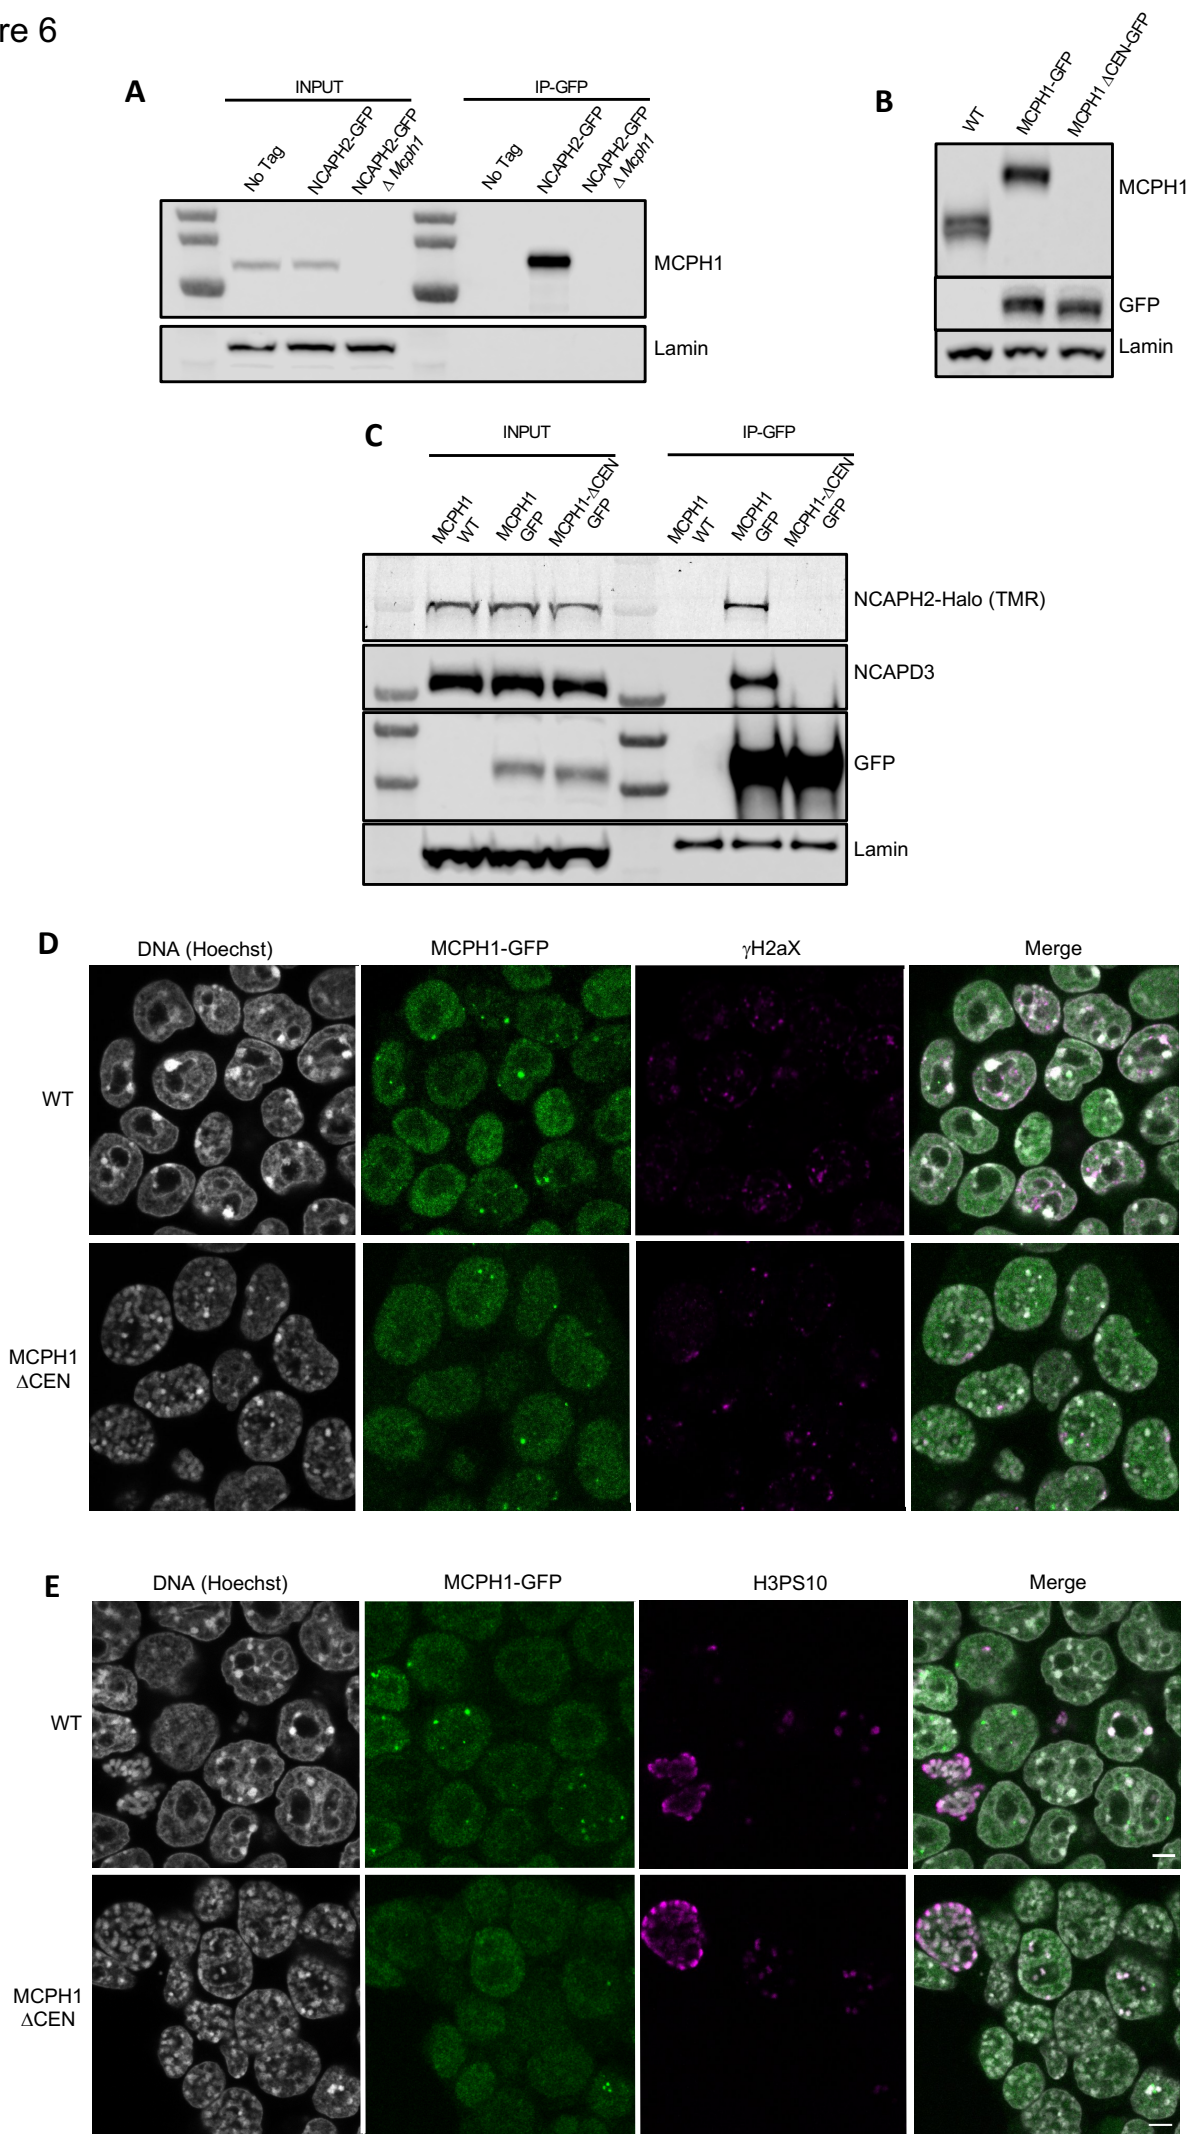 re 6
A
INPUT
IP-GFP
No Tag
NCAPH2-GFP
NCAPH2-GFP
Δ Mcph1
No Tag
NCAPH2-GFP
NCAPH2-GFP
Δ Mcph1
MCPH1
Lamin
B
WT
MCPH1-GFP
MCPH1 ΔCEN-GFP
MCPH1
GFP
Lamin
C
INPUT
IP-GFP
MCPH1
WT
MCPH1
GFP
MCPH1-ΔCEN
GFP
MCPH1
WT
MCPH1
GFP
MCPH1-ΔCEN
GFP
NCAPH2-Halo (TMR)
NCAPD3
GFP
Lamin
D
DNA (Hoechst)
MCPH1-GFP
γH2aX
Merge
WT
MCPH1
ΔCEN
E
DNA (Hoechst)
MCPH1-GFP
H3PS10
Merge
WT
MCPH1
ΔCEN